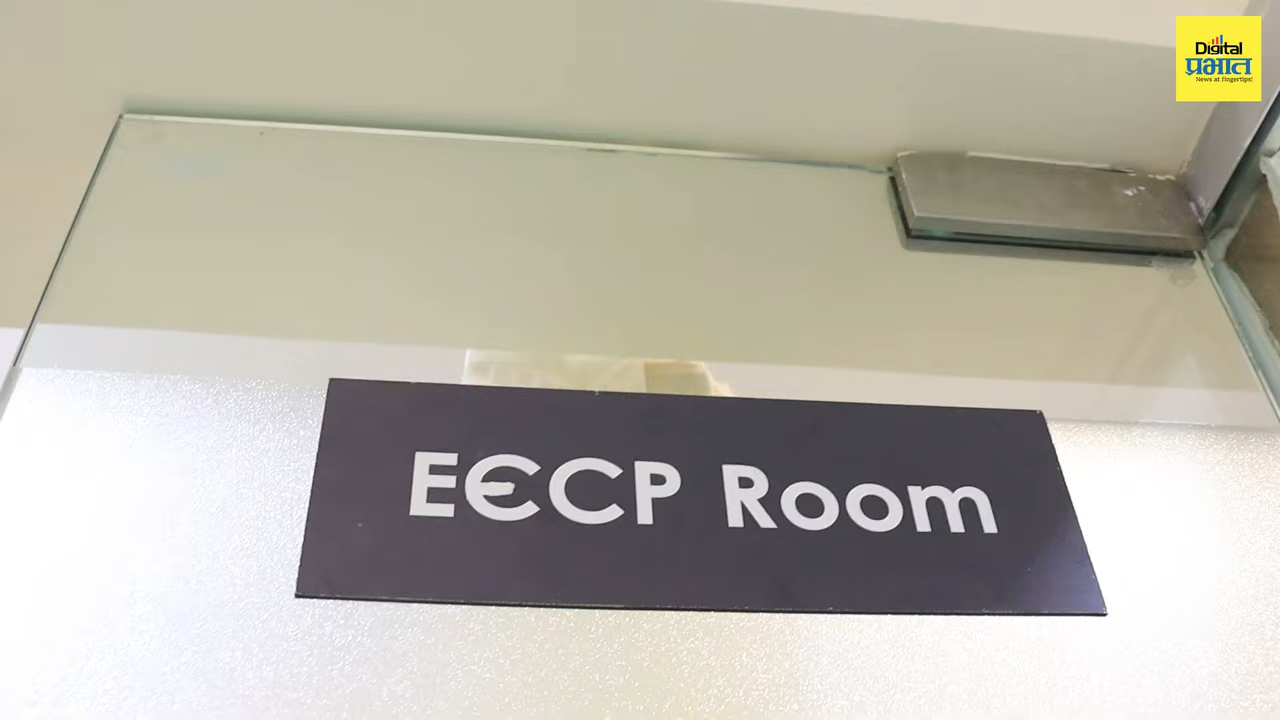 Digital
प्रभात
News at fingertips!
EECP Room